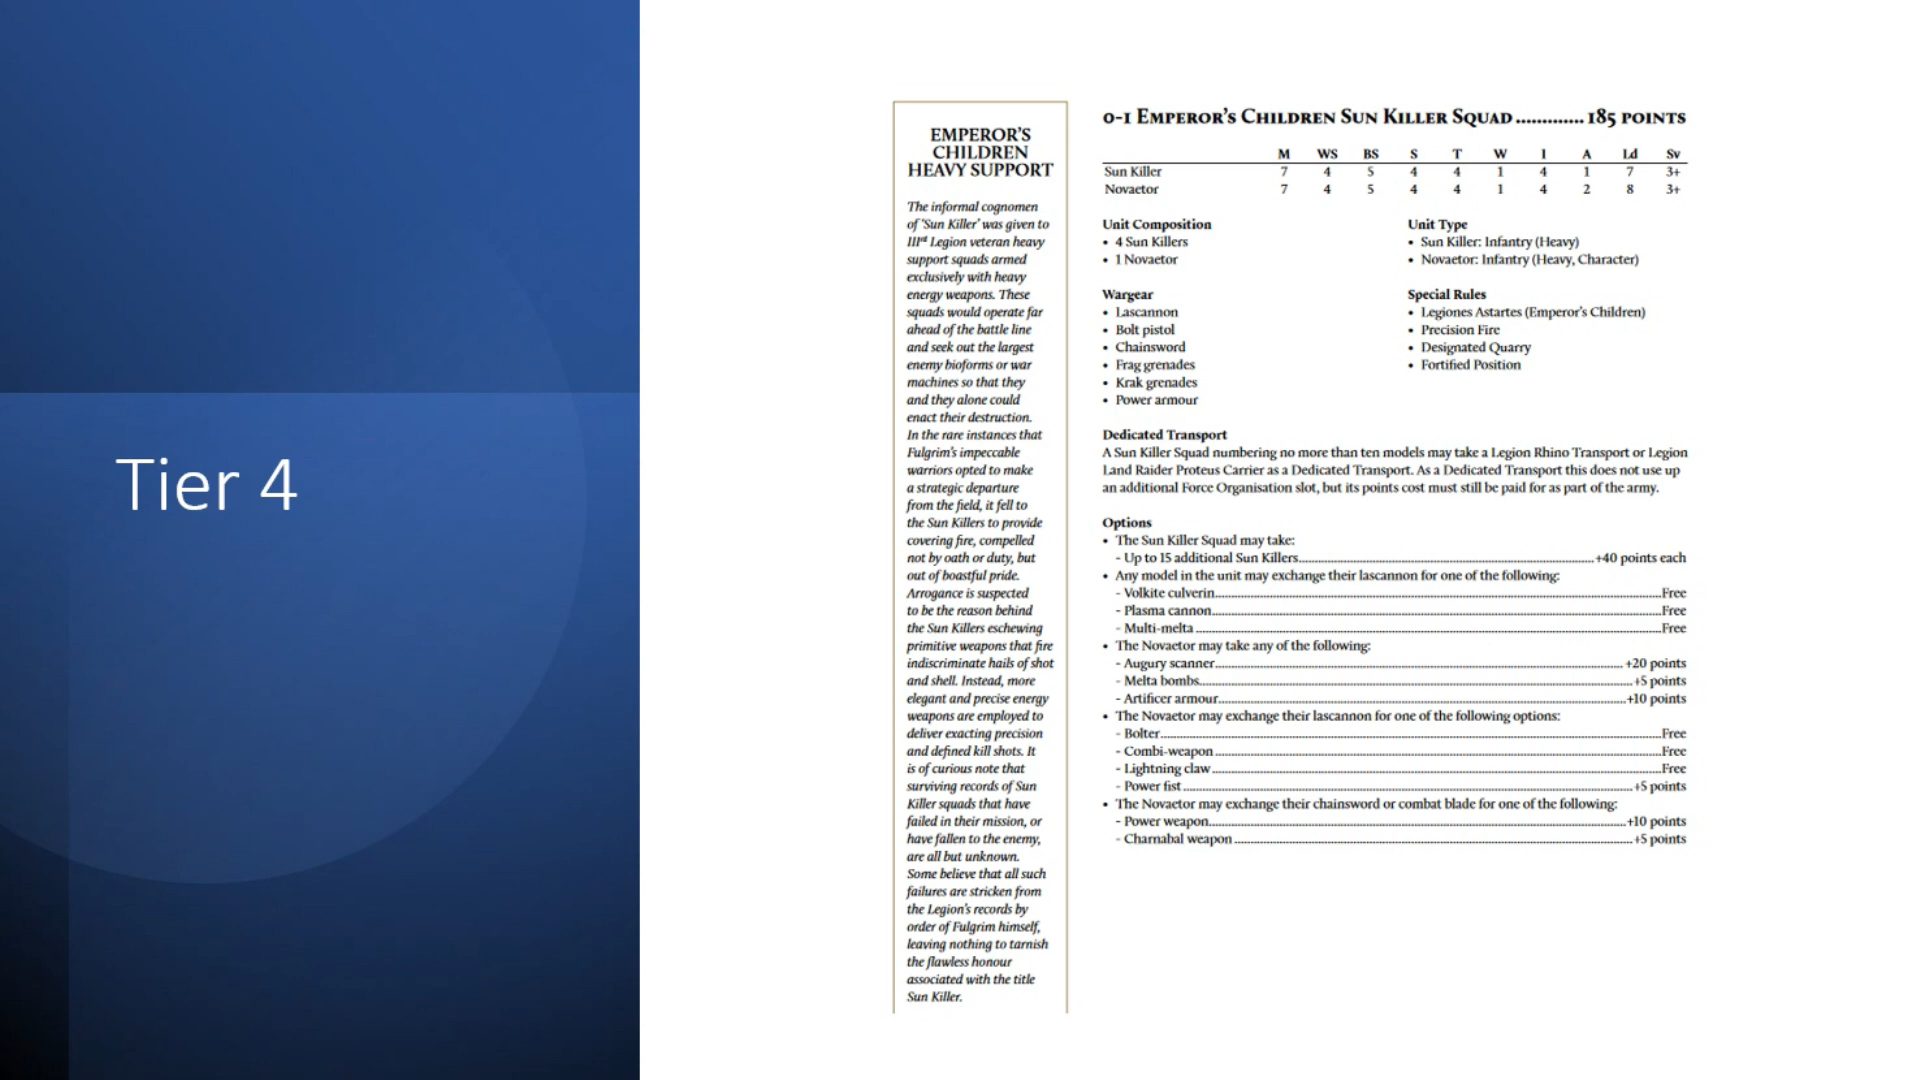 Tier 4
EMPEROR'S
CHILDREN
HEAVY SUPPORT
The informal cognomen
of 'Sun Killer' was given to
IIIrd Legion veteran heavy
support squads armed
exclusively with heavy
energy weapons. These
squads would operate far
ahead of the battle line
and seek out the largest
enemy bioforms or war
machines so that they
and they alone could
enact their destruction.
In the rare instances that
Fulgrim's impeccable
warriors opted to make
a strategic departure
from the field, it fell to
the Sun Killers to provide
covering fire, compelled
not by oath or duty, but
out of boastful pride.
Arrogance is suspected
to be the reason behind
the Sun Killers eschewing
primitive weapons that fire
indiscriminate hails of shot
and shell. Instead, more
elegant and precise energy
weapons are employed to
deliver exacting precision
and defined kill shots. It
is of curious note that
surviving records of Sun
Killer squads that have
failed in their mission, or
have fallen to the enemy,
are all but unknown.
Some believe that all such
failures are stricken from
the Legion's records by
order of Fulgrim himself,
leaving nothing to tarnish
the flawless honour
associated with the title
Sun Killer.
0-1 Emperor's Children Sun Killer Squad ............. 185 points
M WS BS S T W I A Ld Sv
Sun Killer 7 4 5 4 4 1 4 1 7 3+
Novaetor 7 4 5 4 4 1 4 2 8 3+
Unit Composition
• 4 Sun Killers
• 1 Novaetor
Unit Type
• Sun Killer: Infantry (Heavy)
• Novaetor: Infantry (Heavy, Character)
Wargear
• Lascannon
• Bolt pistol
• Chainsword
• Frag grenades
• Krak grenades
• Power armour
Special Rules
• Legiones Astartes (Emperor's Children)
• Precision Fire
• Designated Quarry
• Fortified Position
Dedicated Transport
A Sun Killer Squad numbering no more than ten models may take a Legion Rhino Transport or Legion
Land Raider Proteus Carrier as a Dedicated Transport. As a Dedicated Transport this does not use up
an additional Force Organisation slot, but its points cost must still be paid for as part of the army.
Options
• The Sun Killer Squad may take:
- Up to 15 additional Sun Killers.....+40 points each
• Any model in the unit may exchange their lascannon for one of the following:
- Volkite culverin.....Free
- Plasma cannon.....Free
- Multi-melta.....Free
• The Novaetor may take any of the following:
- Augury scanner.....+20 points
- Melta bombs.....+5 points
- Artificer armour.....+10 points
• The Novaetor may exchange their lascannon for one of the following options:
- Bolter.....Free
- Combi-weapon.....Free
- Lightning claw.....Free
- Power fist.....+5 points
• The Novaetor may exchange their chainsword or combat blade for one of the following:
- Power weapon.....+10 points
- Charnabal weapon.....+5 points